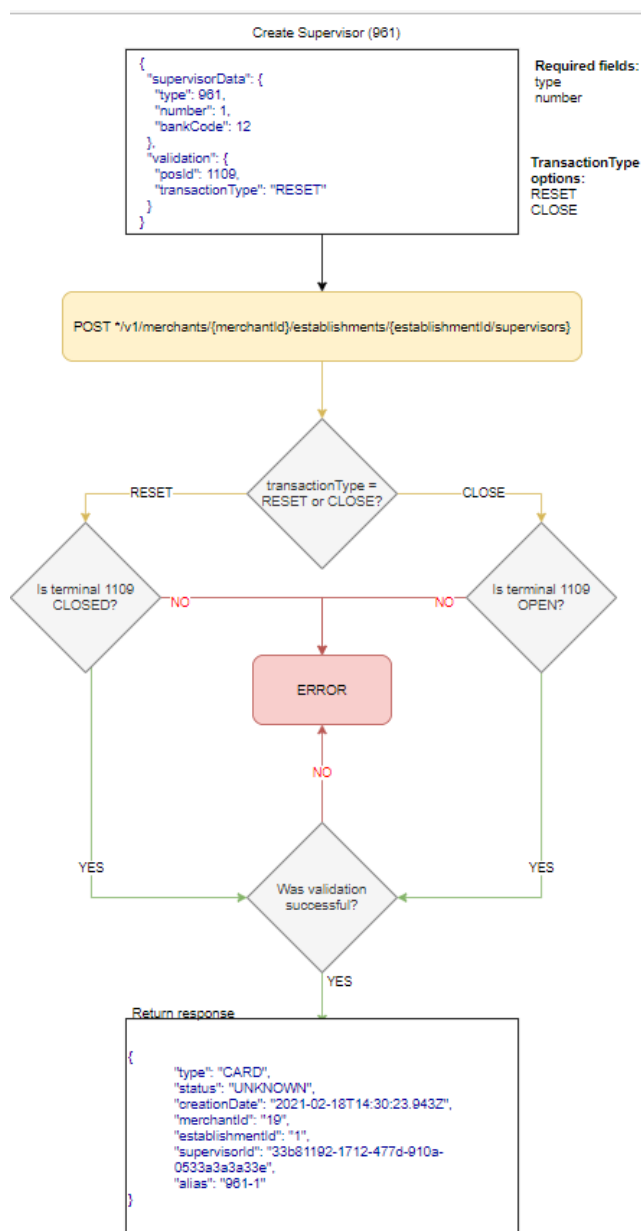 Create Supervisor (961)
{
"supervisorData": {
"type": 961,
"number": 1,
"bankCode": 12
},
"validation": {
"posId": 1109,
"transactionType": "RESET"
}
}
Required fields:
type
number
TransactionType
options:
RESET
CLOSE
POST */v1/merchants/{merchantId}/establishments/{establishmentId/supervisors}
transactionType =
RESET or CLOSE?
RESET
CLOSE
Is terminal 1109
CLOSED?
Is terminal 1109
OPEN?
NO
NO
ERROR
NO
YES
YES
Was validation
successful?
YES
Return response
{
"type": "CARD",
"status": "UNKNOWN",
"creationDate": "2021-02-18T14:30:23.943Z",
"merchantId": "19",
"establishmentId": "1",
"supervisorId": "33b81192-1712-477d-910a-
0533a3a3a33e",
"alias": "961-1"
}